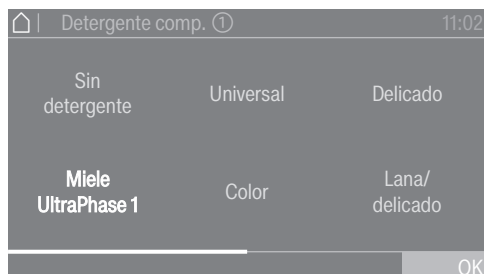 Detergente comp. ① 11:02
Sin
detergente
Universal
Delicado
Miele
UltraPhase 1
Color
Lana/
delicado
OK